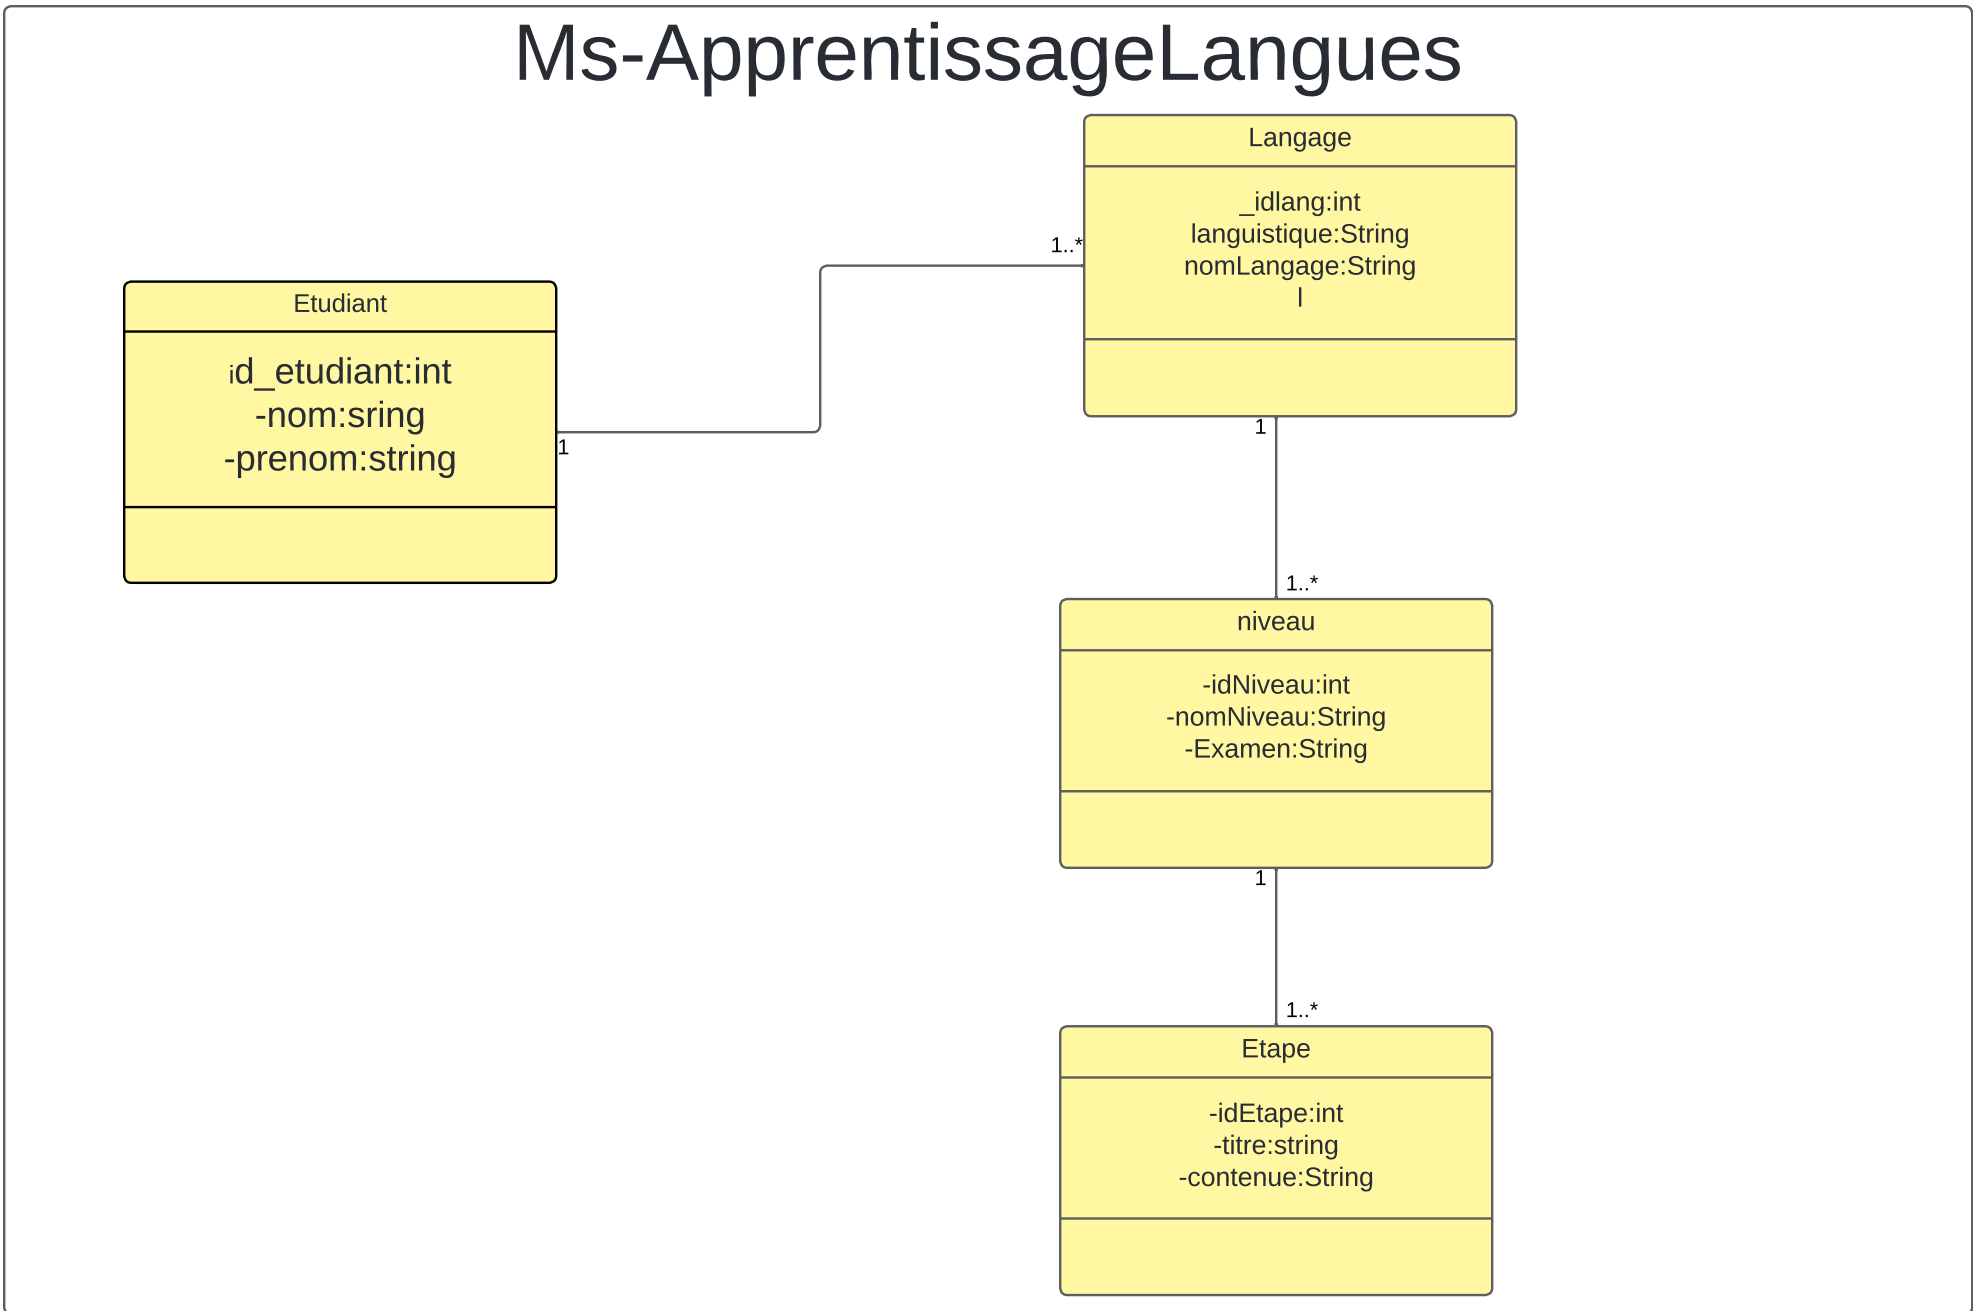 Ms-ApprentissageLangues
Langage
_idlang:int
languistique:String
nomLangage:String
l
1..*
1
Etudiant
id_etudiant:int
-nom:sring
-prenom:string
1
1..*
niveau
-idNiveau:int
-nomNiveau:String
-Examen:String
1
1..*
Etape
-idEtape:int
-titre:string
-contenue:String